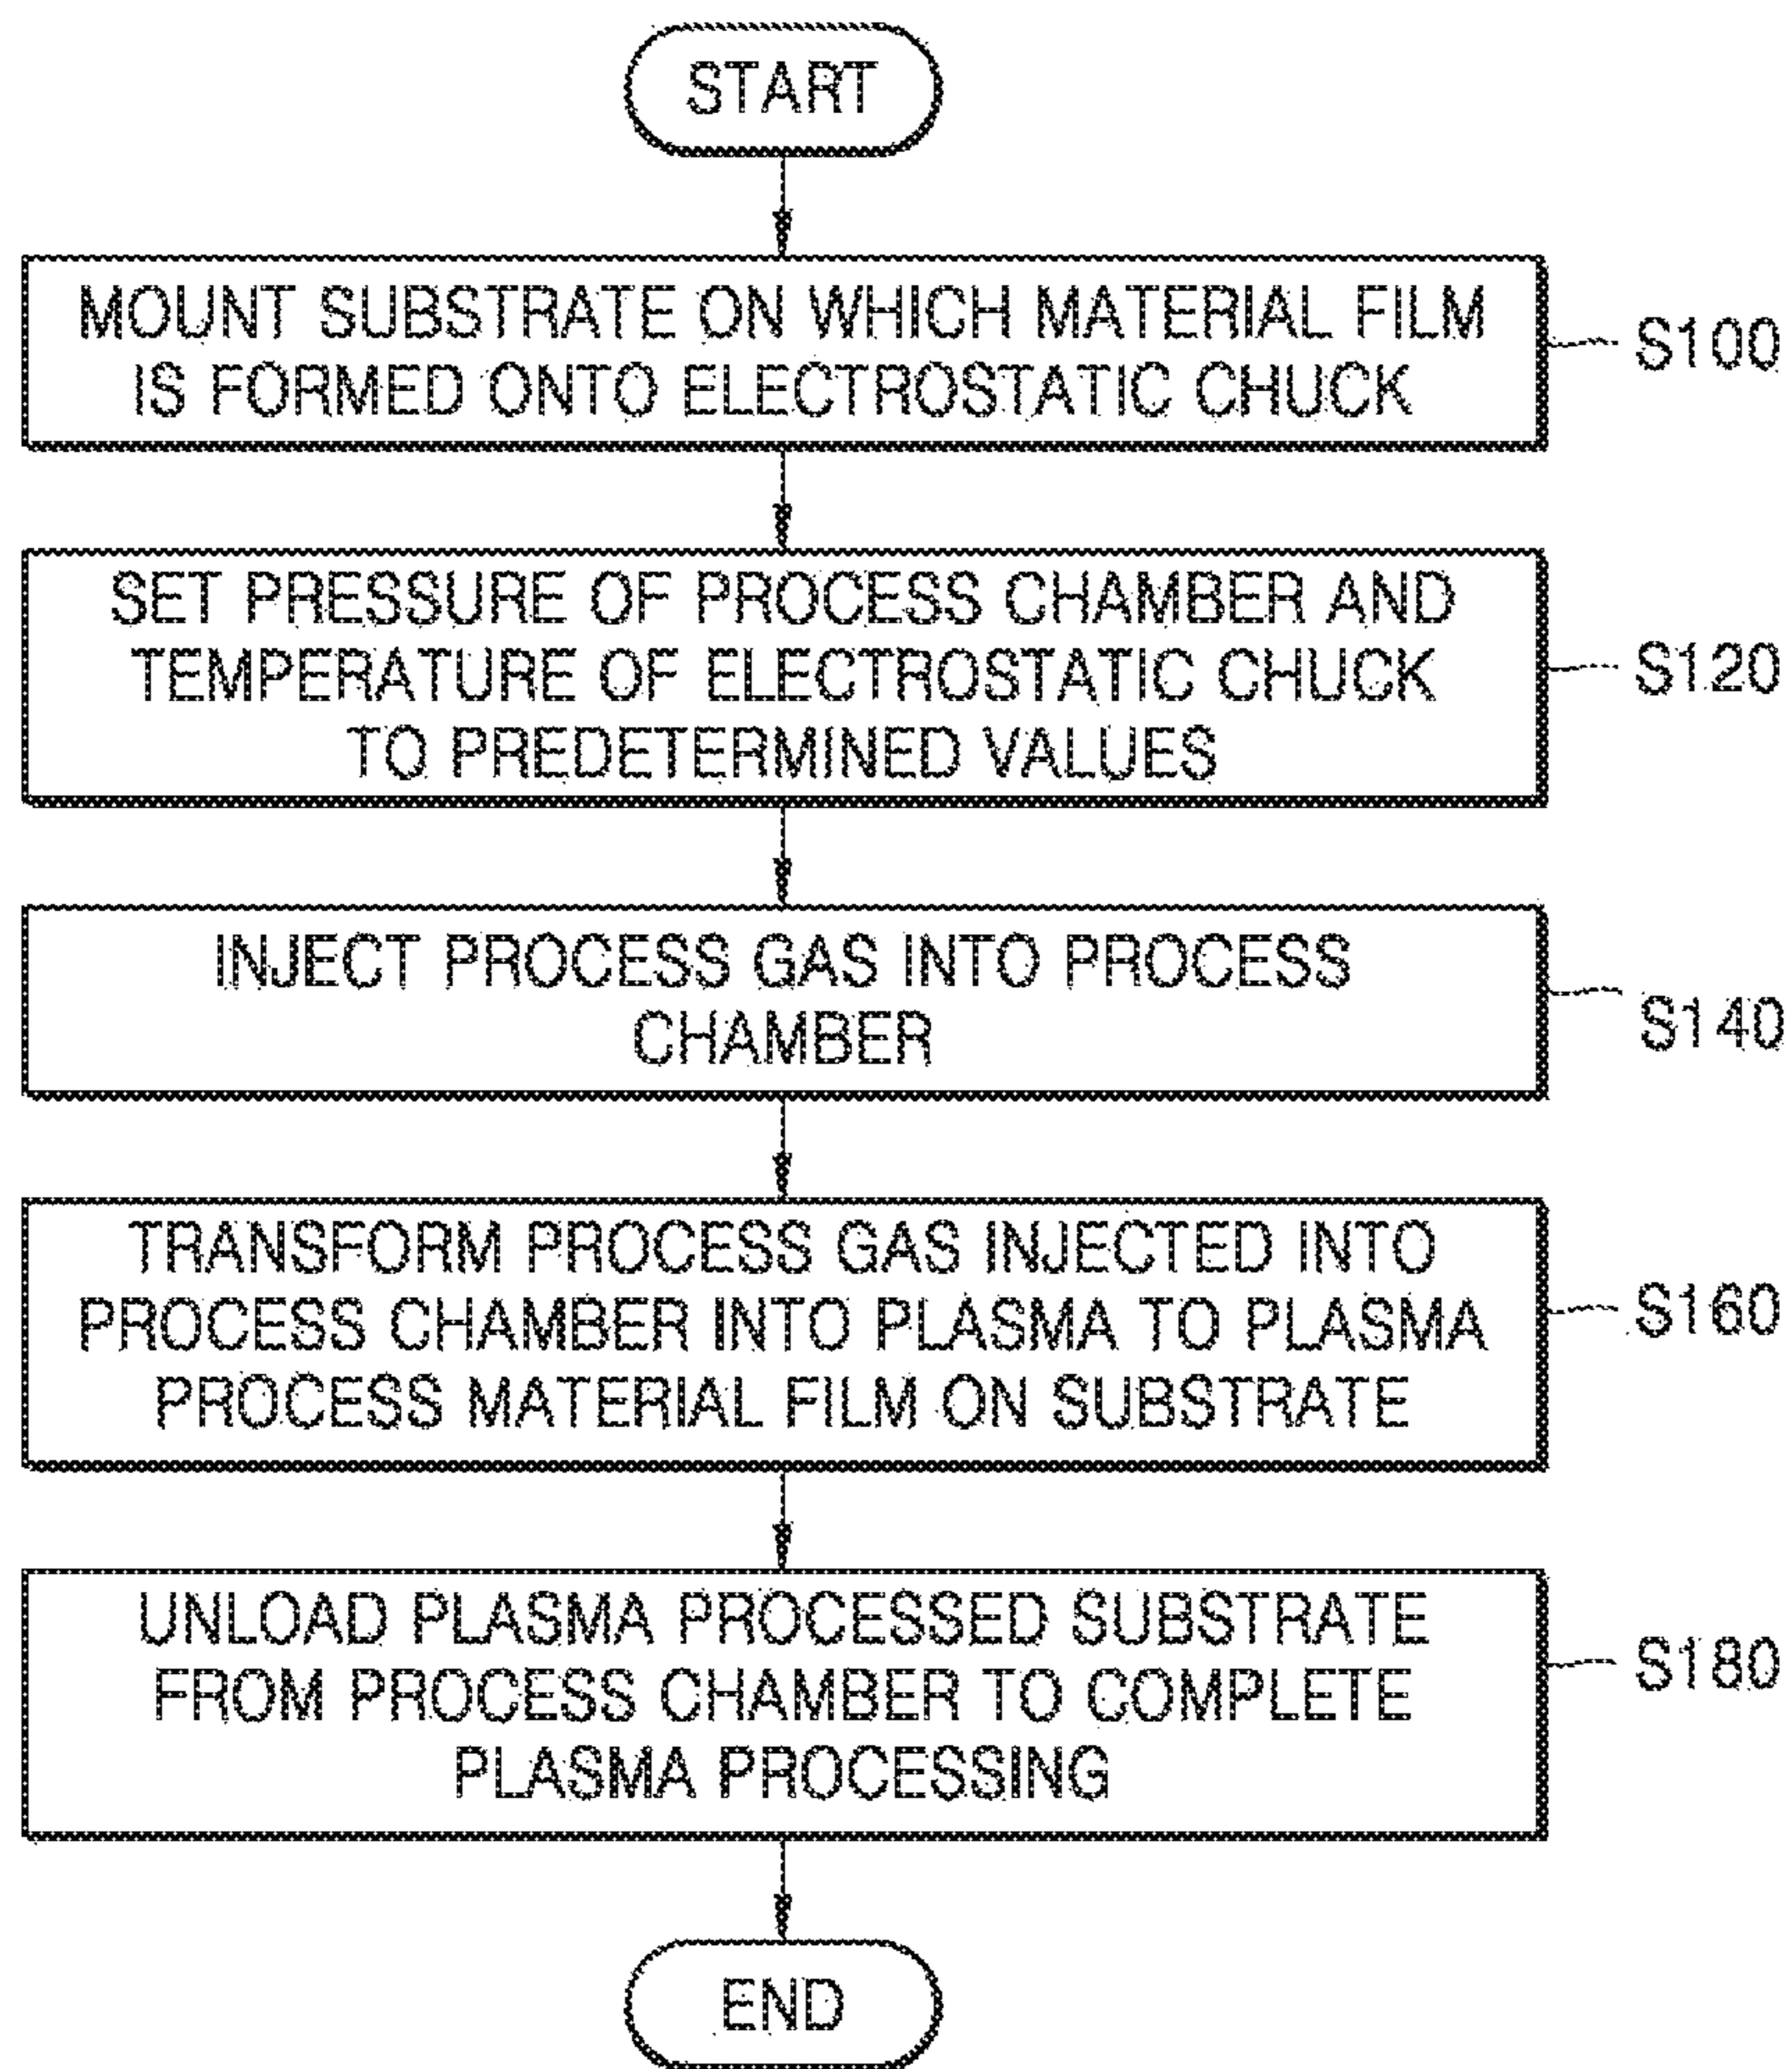 START
MOUNT SUBSTRATE ON WHICH MATERIAL FILM
IS FORMED ONTO ELECTROSTATIC CHUCK
S100
SET PRESSURE OF PROCESS CHAMBER AND
TEMPERATURE OF ELECTROSTATIC CHUCK
TO PREDETERMINED VALUES
S120
INJECT PROCESS GAS INTO PROCESS
CHAMBER
S140
TRANSFORM PROCESS GAS INJECTED INTO
PROCESS CHAMBER INTO PLASMA TO PLASMA
PROCESS MATERIAL FILM ON SUBSTRATE
S160
UNLOAD PLASMA PROCESSED SUBSTRATE
FROM PROCESS CHAMBER TO COMPLETE
PLASMA PROCESSING
S180
END